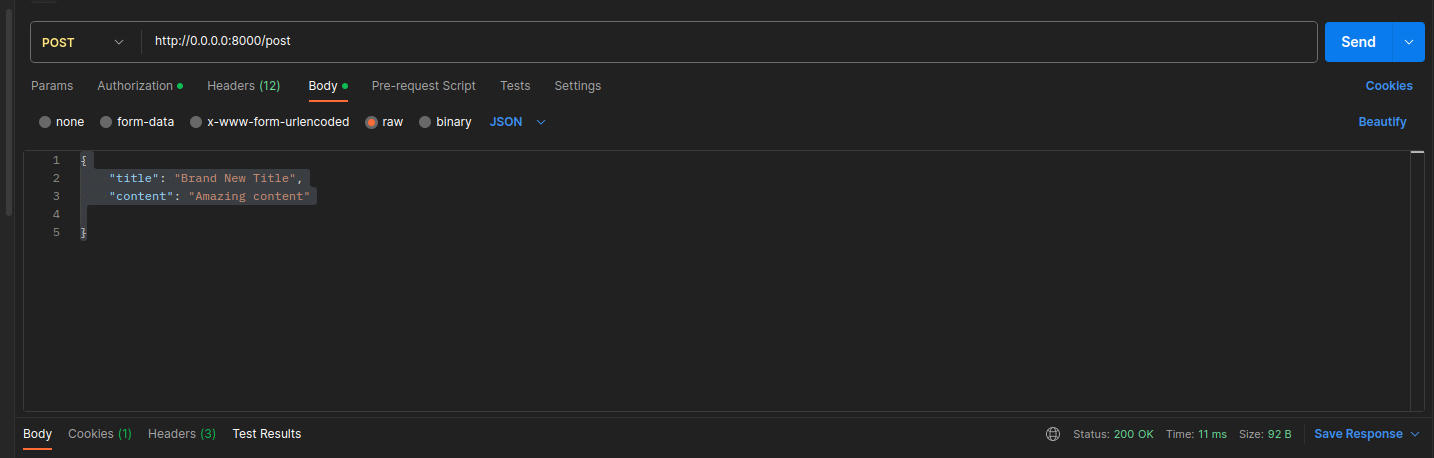 POST http://0.0.0.0:8000/post Send
Params Authorization Headers (12) Body Pre-request Script Tests Settings Cookies
none form-data x-www-form-urlencoded raw binary JSON Beautify
1 {
2 "title": "Brand New Title",
3 "content": "Amazing content"
4
5 }
Body Cookies (1) Headers (3) Test Results Status: 200 OK Time: 11 ms Size: 92 B Save Response